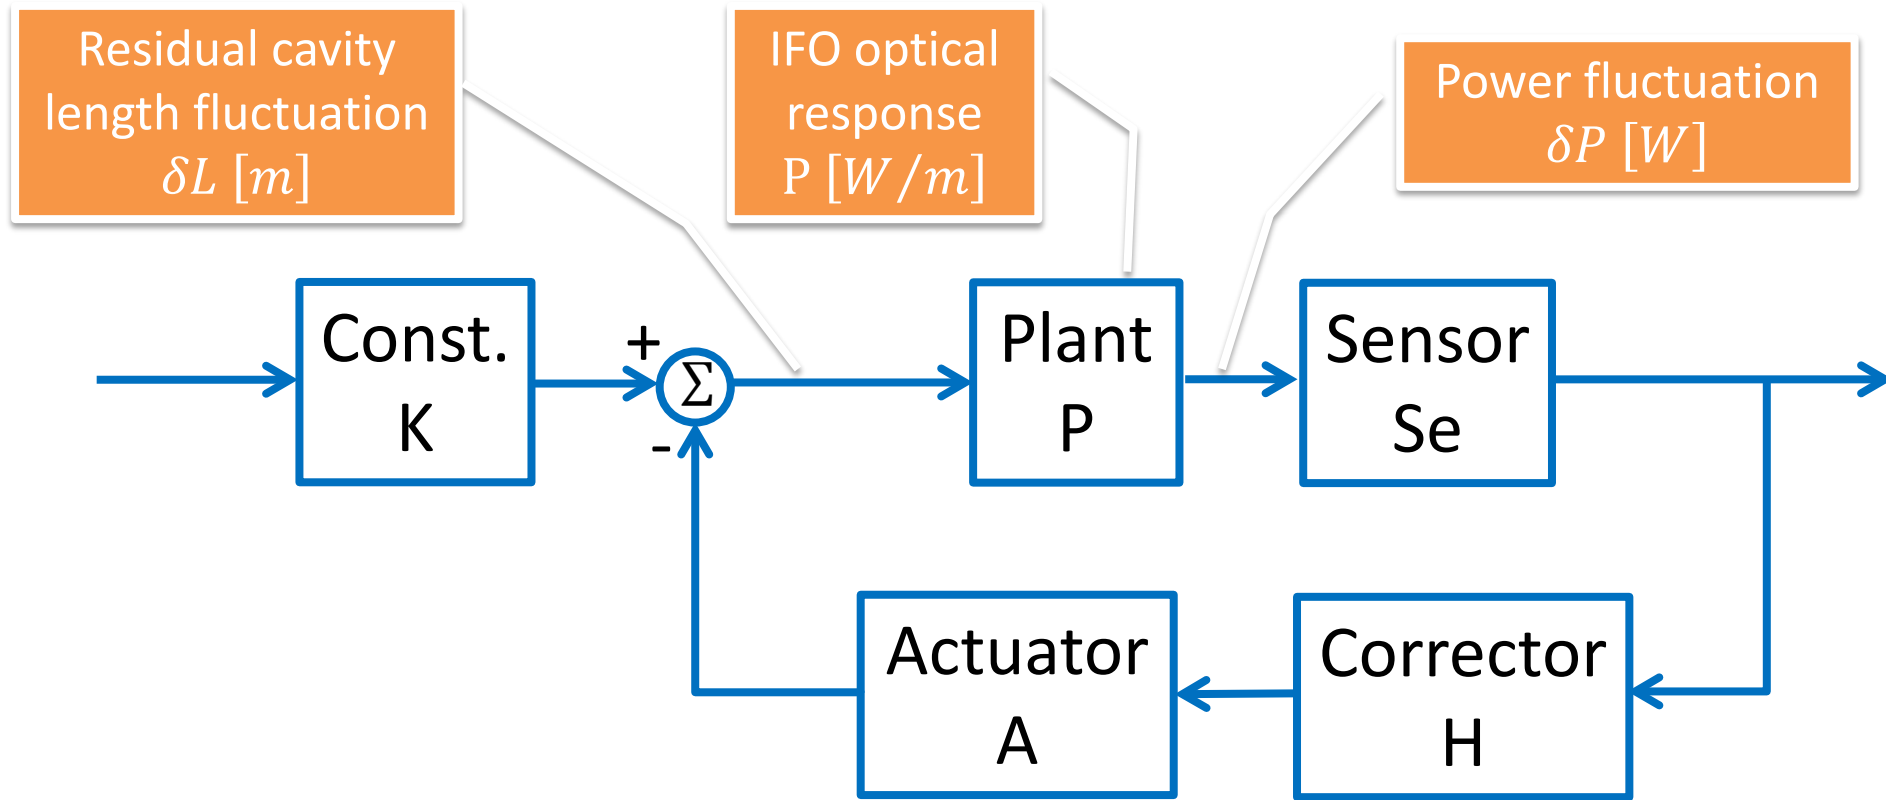 Residual cavity
length fluctuation
δL [m]
IFO optical
response
P [W/m]
Power fluctuation
δP [W]
Const.
K
+
Σ
-
Plant
P
Sensor
Se
Actuator
A
Corrector
H